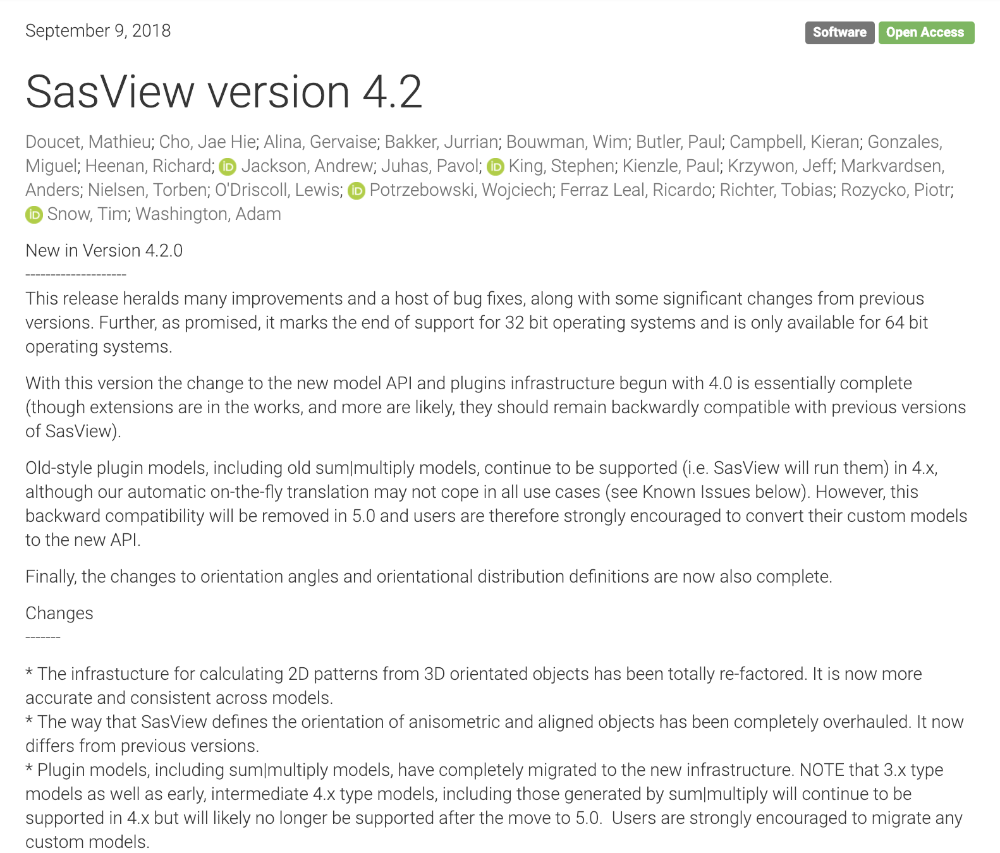 September 9, 2018
Software Open Access
SasView version 4.2
Doucet, Mathieu; Cho, Jae Hie; Alina, Gervaise; Bakker, Jurrian; Bouwman, Wim; Butler, Paul; Campbell, Kieran; Gonzales,
Miguel; Heenan, Richard; iD Jackson, Andrew; Juhas, Pavol; iD King, Stephen; Kienzle, Paul; Krzywon, Jeff; Markvardsen,
Anders; Nielsen, Torben; O'Driscoll, Lewis; iD Potrzebowski, Wojciech; Ferraz Leal, Ricardo; Richter, Tobias; Rozycko, Piotr;
iD Snow, Tim; Washington, Adam
New in Version 4.2.0
--------------------
This release heralds many improvements and a host of bug fixes, along with some significant changes from previous
versions. Further, as promised, it marks the end of support for 32 bit operating systems and is only available for 64 bit
operating systems.
With this version the change to the new model API and plugins infrastructure begun with 4.0 is essentially complete
(though extensions are in the works, and more are likely, they should remain backwardly compatible with previous versions
of SasView).
Old-style plugin models, including old sum|multiply models, continue to be supported (i.e. SasView will run them) in 4.x,
although our automatic on-the-fly translation may not cope in all use cases (see Known Issues below). However, this
backward compatibility will be removed in 5.0 and users are therefore strongly encouraged to convert their custom models
to the new API.
Finally, the changes to orientation angles and orientational distribution definitions are now also complete.
Changes
-------
* The infrastucture for calculating 2D patterns from 3D orientated objects has been totally re-factored. It is now more
accurate and consistent across models.
* The way that SasView defines the orientation of anisometric and aligned objects has been completely overhauled. It now
differs from previous versions.
* Plugin models, including sum|multiply models, have completely migrated to the new infrastructure. NOTE that 3.x type
models as well as early, intermediate 4.x type models, including those generated by sum|multiply will continue to be
supported in 4.x but will likely no longer be supported after the move to 5.0.  Users are strongly encouraged to migrate any
custom models.